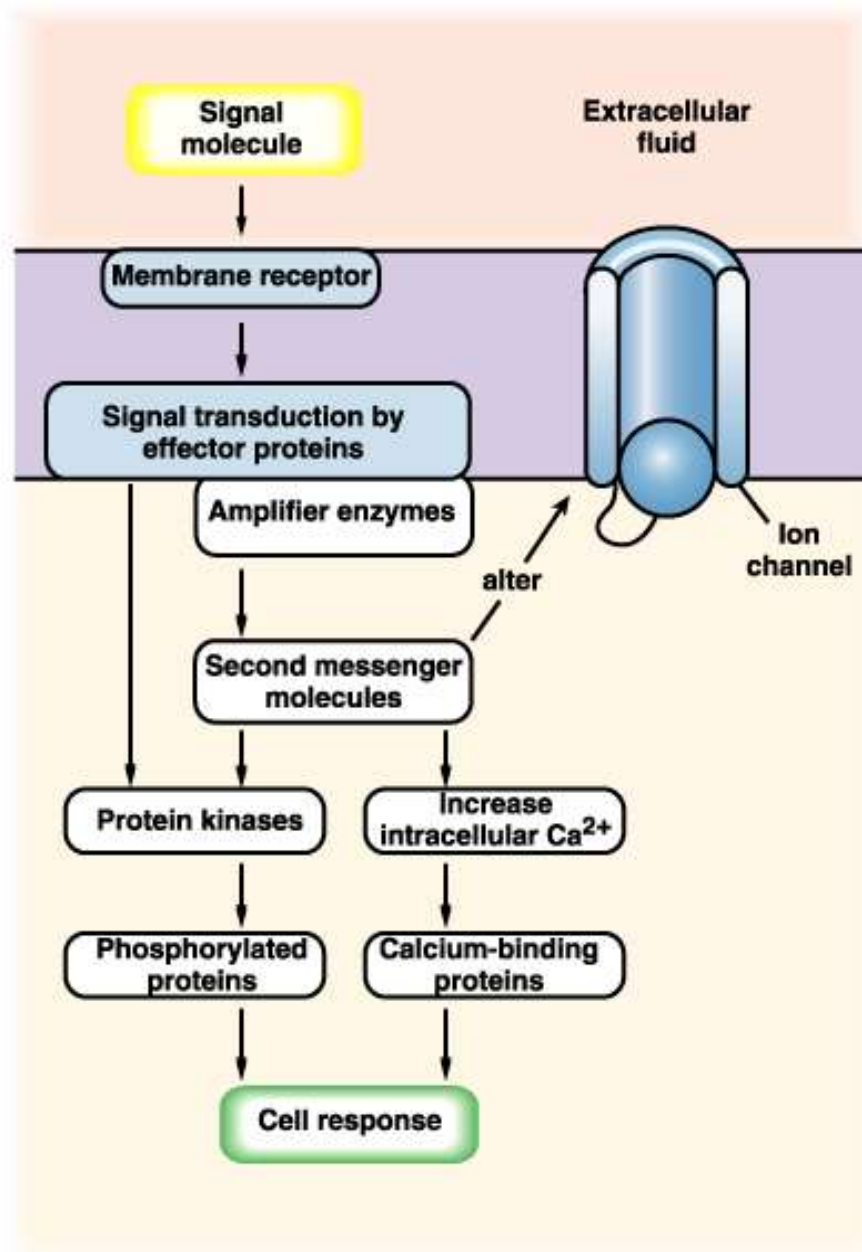 Signal
molecule
Extracellular
fluid
Membrane receptor
Signal transduction by
effector proteins
Amplifier enzymes
Ion
channel
alter
Second messenger
molecules
Protein kinases
Increase
intracellular Ca²⁺
Phosphorylated
proteins
Calcium-binding
proteins
Cell response